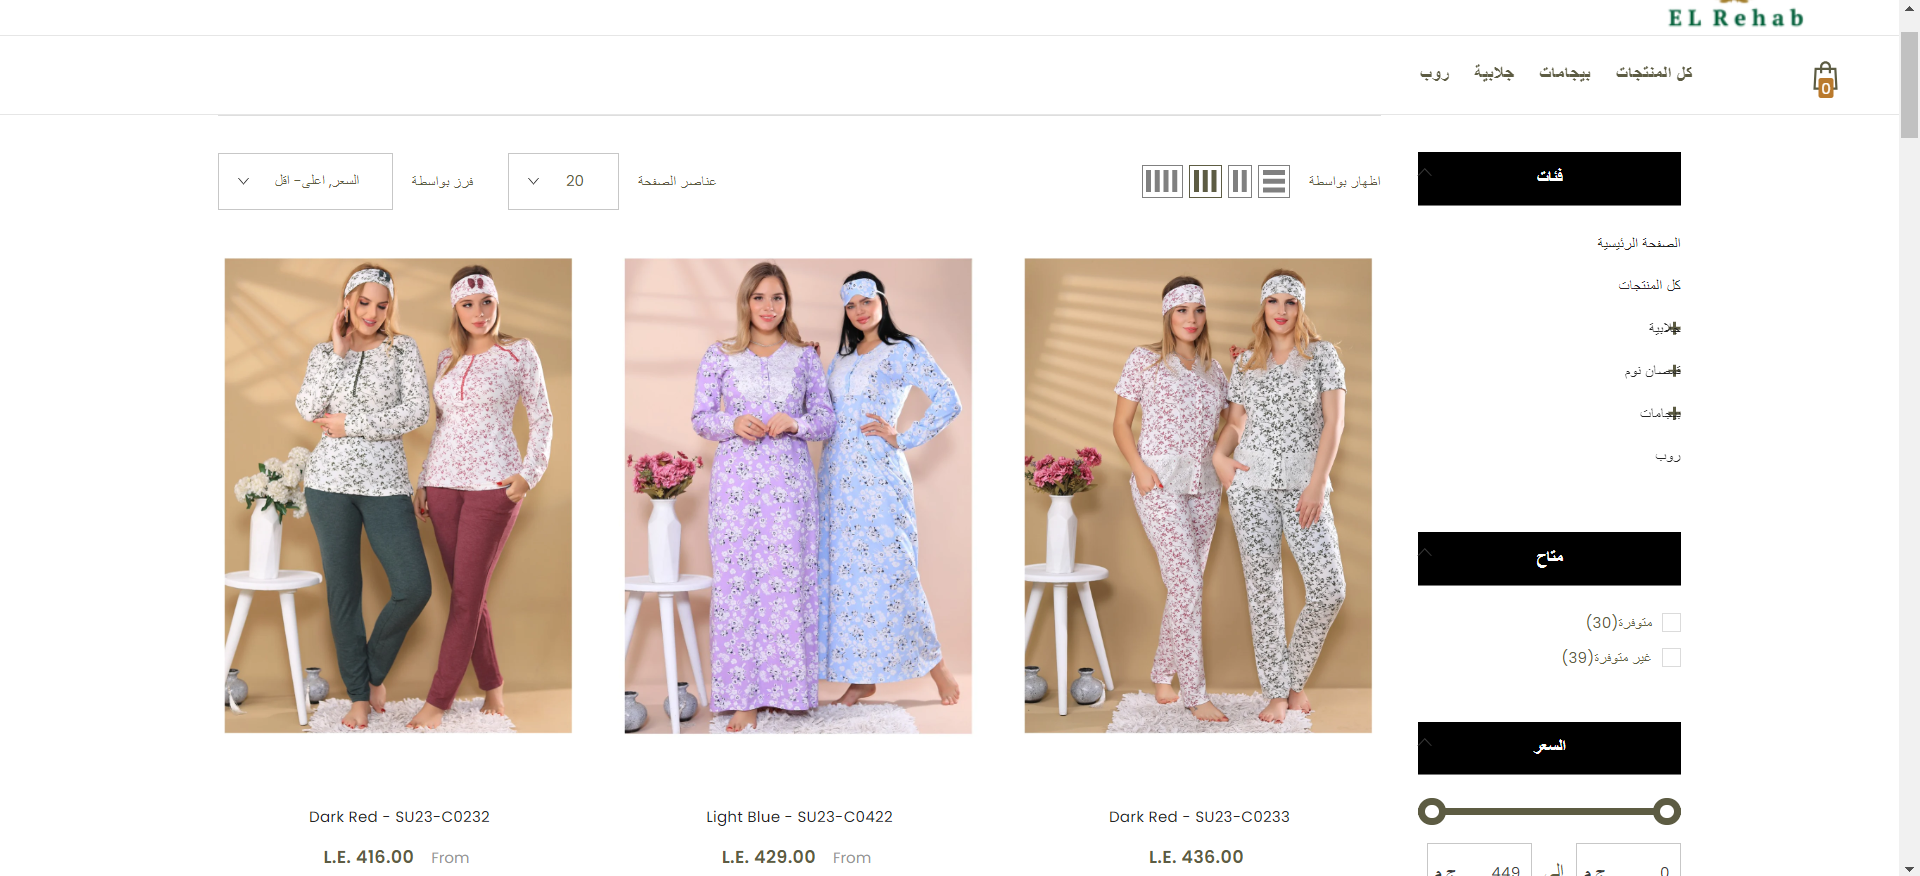 EL Rehab
كل المنتجات
بيجامات
جلابية
روب
0
اظهار بواسطة
عناصر الصفحة
20
فرز بواسطة
السعر, اعلى- اقل
فئات
الصفحة الرئيسية
كل المنتجات
جلابية
قمصان نوم
بيجامات
روب
متاح
متوفرة(30)
غير متوفرة(39)
السعر
0
ج م
الى
449
ج م
Dark Red - SU23-C0232
L.E. 416.00 From
Light Blue - SU23-C0422
L.E. 429.00 From
Dark Red - SU23-C0233
L.E. 436.00